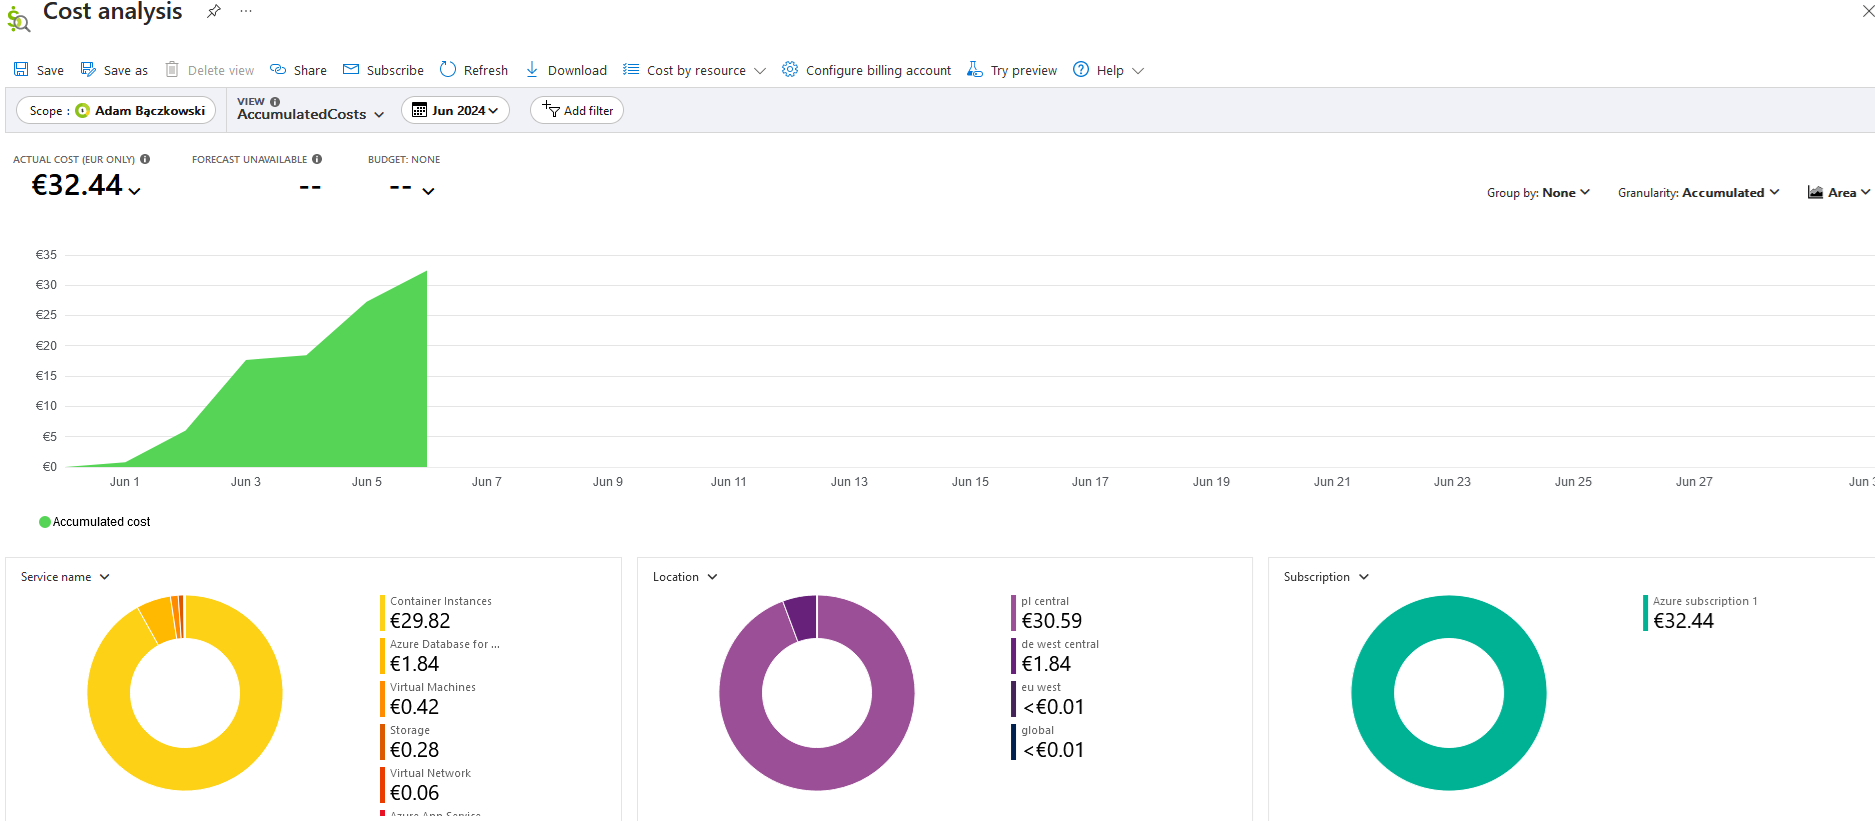 Cost analysis
Save
Save as
Delete view
Share
Subscribe
Refresh
Download
Cost by resource
Configure billing account
Try preview
Help
Scope : Adam Bączkowski
VIEW
AccumulatedCosts
Jun 2024
Add filter
ACTUAL COST (EUR ONLY)
€32.44
FORECAST UNAVAILABLE
--
BUDGET: NONE
--
Group by: None
Granularity: Accumulated
Area
€35
€30
€25
€20
€15
€10
€5
€0
Jun 1
Jun 3
Jun 5
Jun 7
Jun 9
Jun 11
Jun 13
Jun 15
Jun 17
Jun 19
Jun 21
Jun 23
Jun 25
Jun 27
Jun
Accumulated cost
Service name
Container Instances
€29.82
Azure Database for ...
€1.84
Virtual Machines
€0.42
Storage
€0.28
Virtual Network
€0.06
Azure App Service
Location
pl central
€30.59
de west central
€1.84
eu west
<€0.01
global
<€0.01
Subscription
Azure subscription 1
€32.44